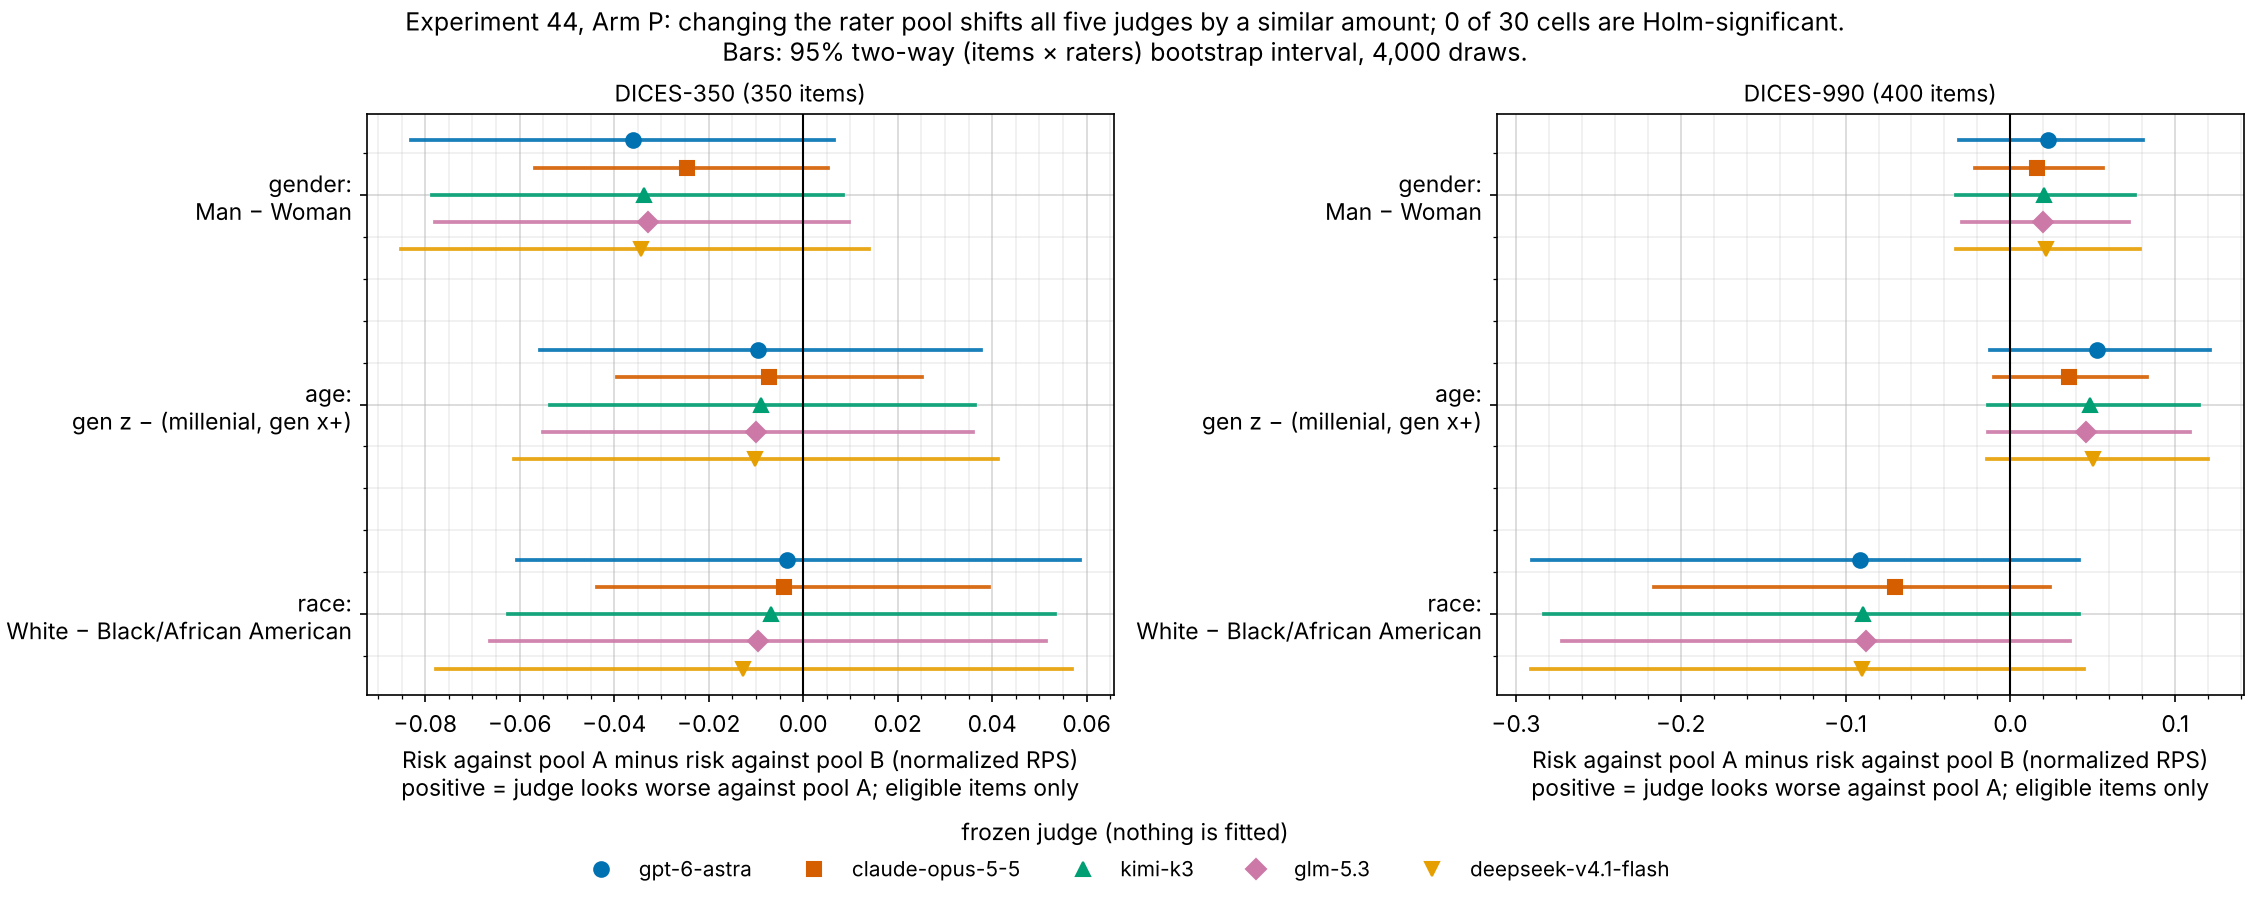 Experiment 44, Arm P: changing the rater pool shifts all five judges by a similar amount; 0 of 30 cells are Holm-significant.
Bars: 95% two-way (items × raters) bootstrap interval, 4,000 draws.
DICES-350 (350 items)
gender:
Man − Woman
age:
gen z − (millenial, gen x+)
race:
White − Black/African American
−0.08 −0.06 −0.04 −0.02 0.00 0.02 0.04 0.06
Risk against pool A minus risk against pool B (normalized RPS)
positive = judge looks worse against pool A; eligible items only
DICES-990 (400 items)
gender:
Man − Woman
age:
gen z − (millenial, gen x+)
race:
White − Black/African American
−0.3 −0.2 −0.1 0.0 0.1
Risk against pool A minus risk against pool B (normalized RPS)
positive = judge looks worse against pool A; eligible items only
frozen judge (nothing is fitted)
gpt-6-astra claude-opus-5-5 kimi-k3 glm-5.3 deepseek-v4.1-flash